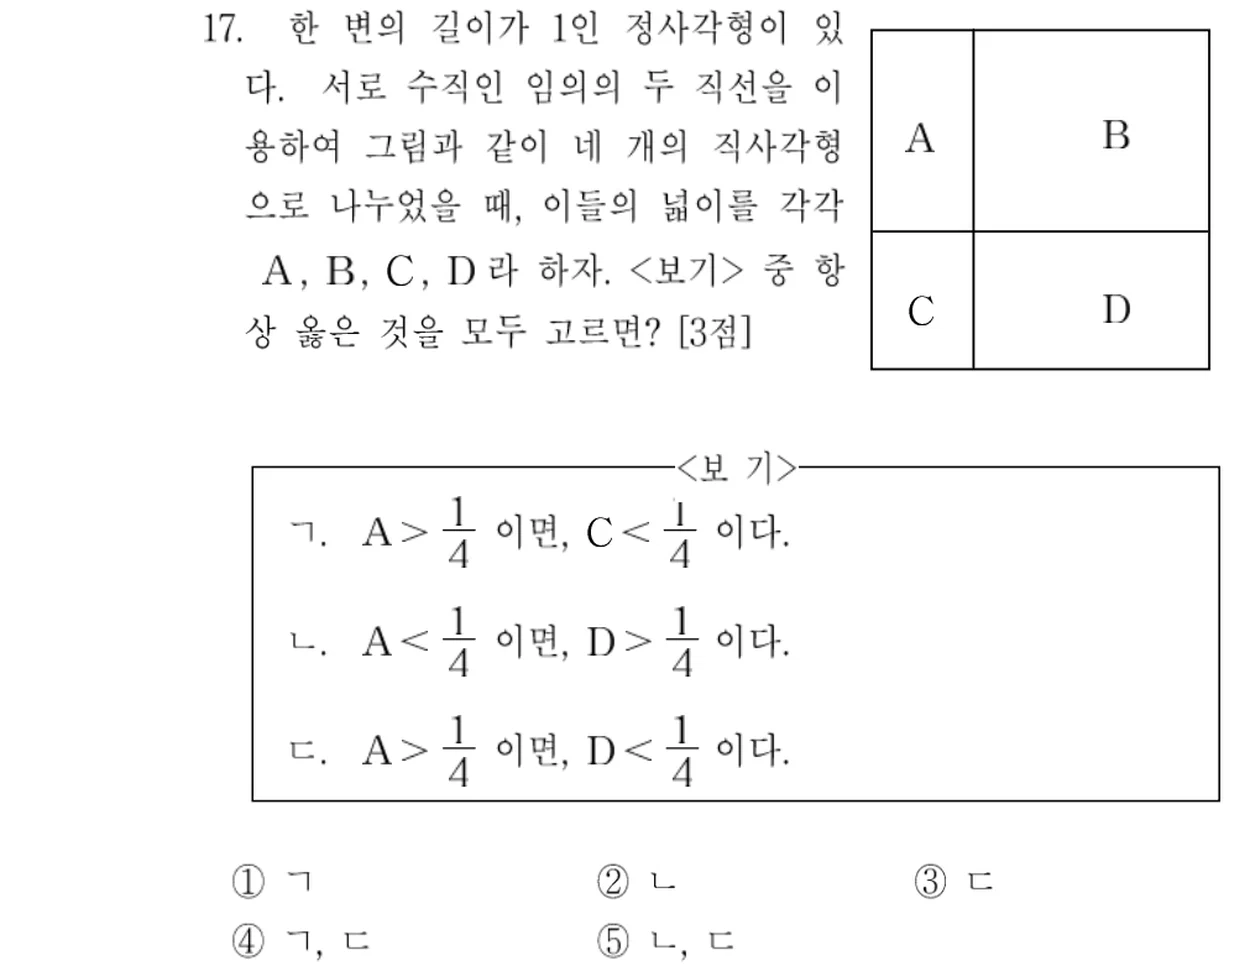 17. 한 변의 길이가 1인 정사각형이 있
다. 서로 수직인 임의의 두 직선을 이
용하여 그림과 같이 네 개의 직사각형
으로 나누었을 때, 이들의 넓이를 각각
A, B, C, D라 하자. <보기> 중 항
상 옳은 것을 모두 고르면? [3점]
A B
C D
<보 기>
ㄱ. A > 1/4 이면, C < 1/4 이다.
ㄴ. A < 1/4 이면, D > 1/4 이다.
ㄷ. A > 1/4 이면, D < 1/4 이다.
① ㄱ ② ㄴ ③ ㄷ
④ ㄱ, ㄷ ⑤ ㄴ, ㄷ